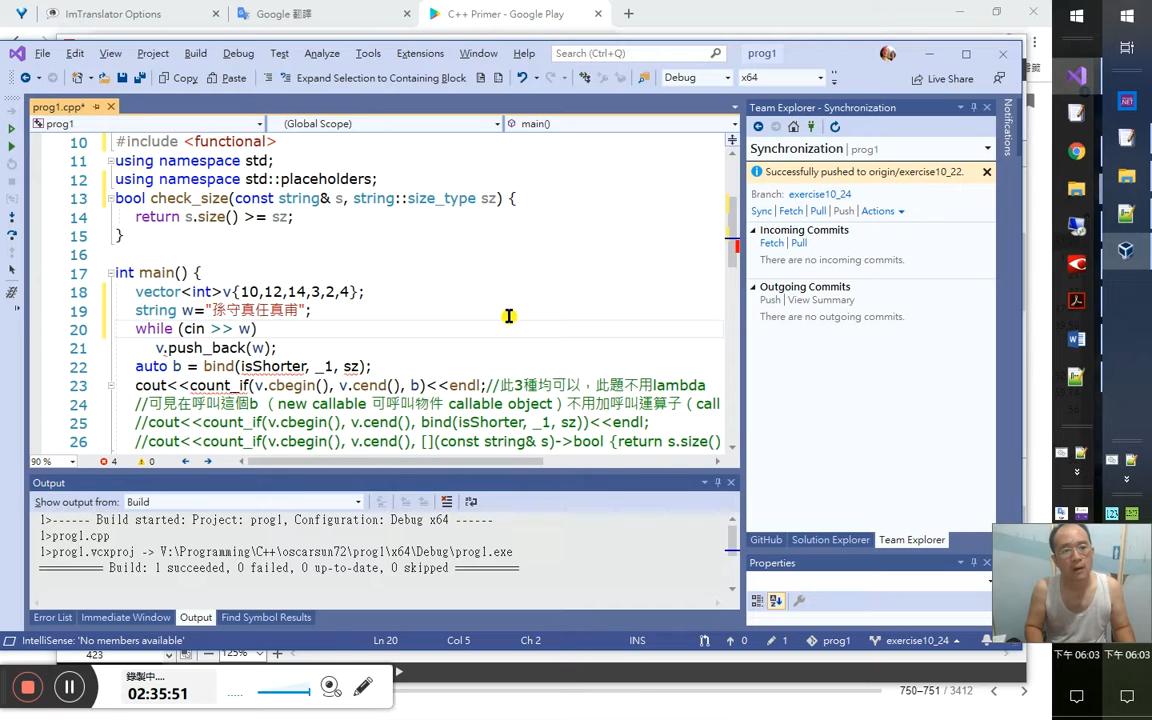 ImTranslator Options
Google 翻譯
C++ Primer - Google Play
File Edit View Project Build Debug Test Analyze Tools Extensions Window Help Search (Ctrl+Q) prog1
Copy Paste Expand Selection to Containing Block Debug x64 Live Share
prog1.cpp*
prog1 (Global Scope) main()
10 #include <functional>
11 using namespace std;
12 using namespace std::placeholders;
13 bool check_size(const string& s, string::size_type sz) {
14 return s.size() >= sz;
15 }
16
17 int main() {
18 vector<int>v{10,12,14,3,2,4};
19 string w="孫守真任真甫";
20 while (cin >> w)
21 v.push_back(w);
22 auto b = bind(isShorter, _1, sz);
23 cout<<count_if(v.cbegin(), v.cend(), b)<<endl;//此3種均可以，此題不用lambda
24 //可見在呼叫這個b （new callable 可呼叫物件 callable object）不用加呼叫運算子（call
25 //cout<<count_if(v.cbegin(), v.cend(), bind(isShorter, _1, sz))<<endl;
26 //cout<<count_if(v.cbegin(), v.cend(), [](const string& s)->bool {return s.size()
90 % 4 0
Output
Show output from: Build
1>------ Build started: Project: prog1, Configuration: Debug x64 ------
1>prog1.cpp
1>prog1.vcxproj -> V:\Programming\C++\oscarsun72\prog1\x64\Debug\prog1.exe
========== Build: 1 succeeded, 0 failed, 0 up-to-date, 0 skipped ==========
Error List Immediate Window Output Find Symbol Results
IntelliSense: 'No members available' Ln 20 Col 5 Ch 2 INS 0 1 prog1 exercise10_24
Team Explorer - Synchronization
Synchronization prog1
Successfully pushed to origin/exercise10_22.
Branch: exercise10_24
Sync Fetch Pull Push Actions
Incoming Commits
Fetch Pull
There are no incoming commits.
Outgoing Commits
Push View Summary
There are no outgoing commits.
GitHub Solution Explorer Team Explorer
Properties
Notifications
423 125%
錄製中...
02:35:51
750–751 / 3412
下午 06:03 下午 06:03